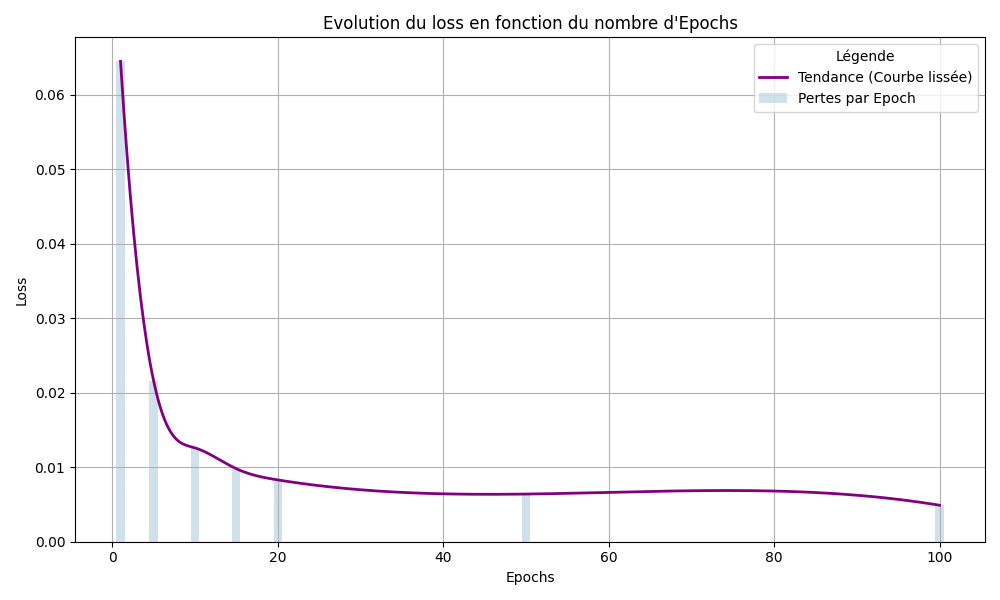 Evolution du loss en fonction du nombre d'Epochs
Légende
Tendance (Courbe lissée)
Pertes par Epoch
Loss
0.06
0.05
0.04
0.03
0.02
0.01
0.00
0 20 40 60 80 100
Epochs